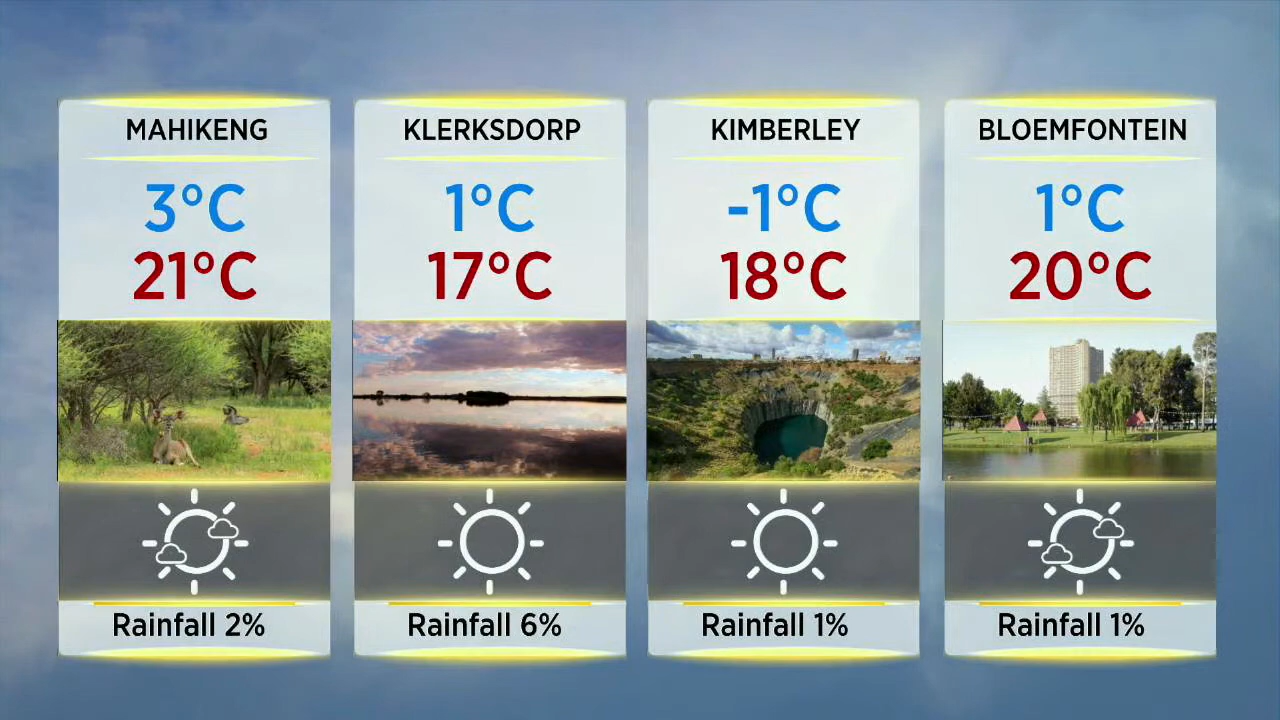 MAHIKENG
3°C
21°C
Rainfall 2%
KLERKSDORP
1°C
17°C
Rainfall 6%
KIMBERLEY
-1°C
18°C
Rainfall 1%
BLOEMFONTEIN
1°C
20°C
Rainfall 1%